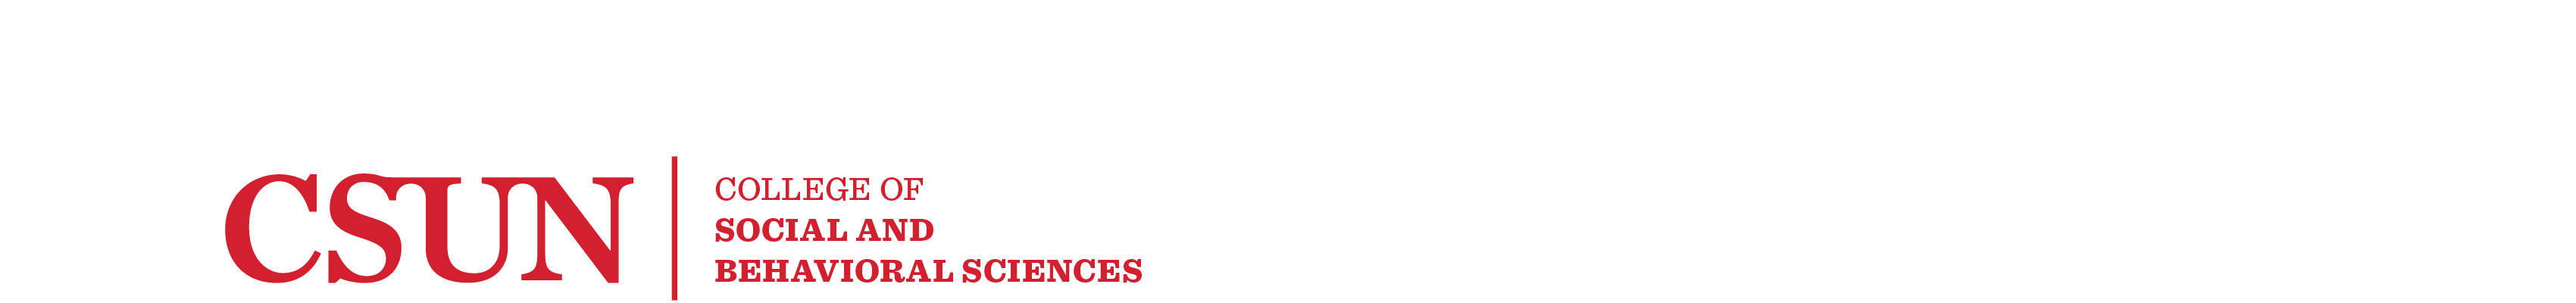 CSUN
COLLEGE OF
SOCIAL AND
BEHAVIORAL SCIENCES